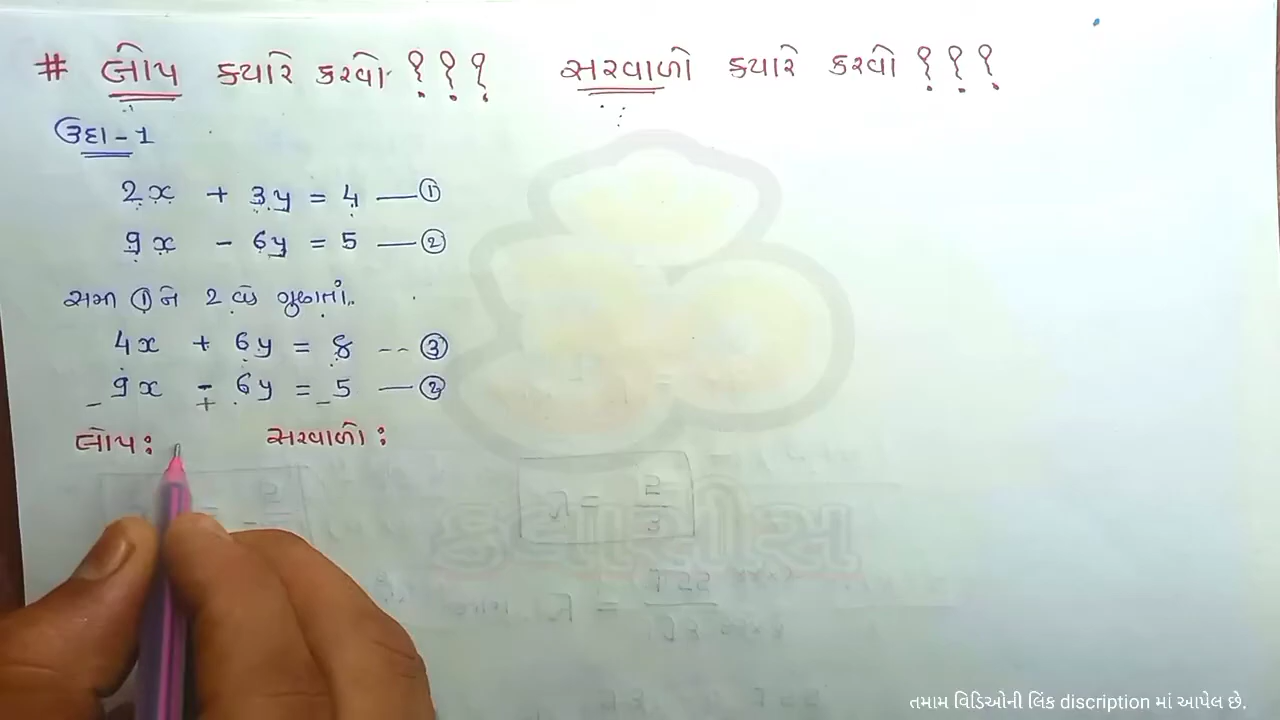 # લોપ ક્યારે કરવો ??? સરવાળો ક્યારે કરવો ???
ઉદા - 1
2x + 3y = 4 — ①
9x - 6y = 5 — ②
સમી ① ને 2 વડે ગુણતાં..
4x + 6y = 8 -- ③
9x - 6y = 5 — ②
- + -
લોપ : સરવાળો :
ક્લાસીસ
તમામ વિડિઓની લિંક discription માં આપેલ છે.